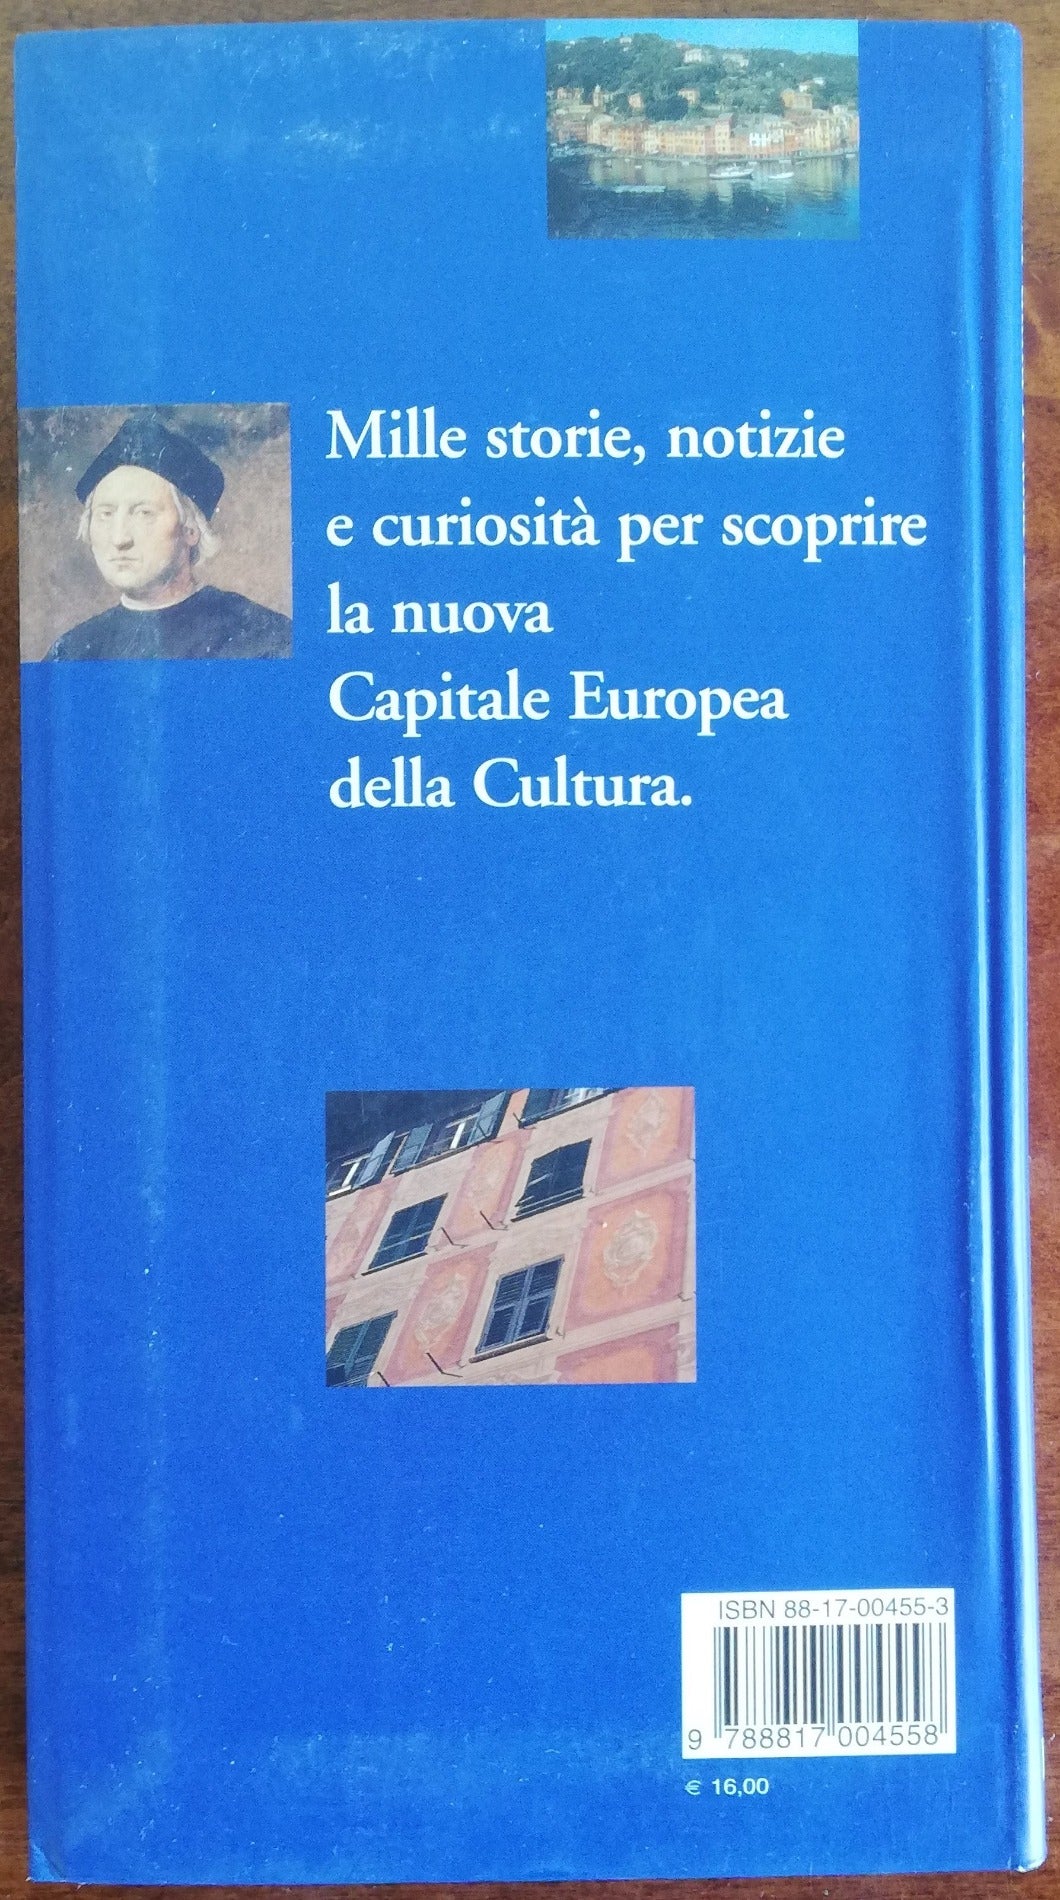 Mille storie, notizie
e curiosità per scoprire
la nuova
Capitale Europea
della Cultura.
ISBN 88-17-00455-3
9 788817 004558
€ 16,00